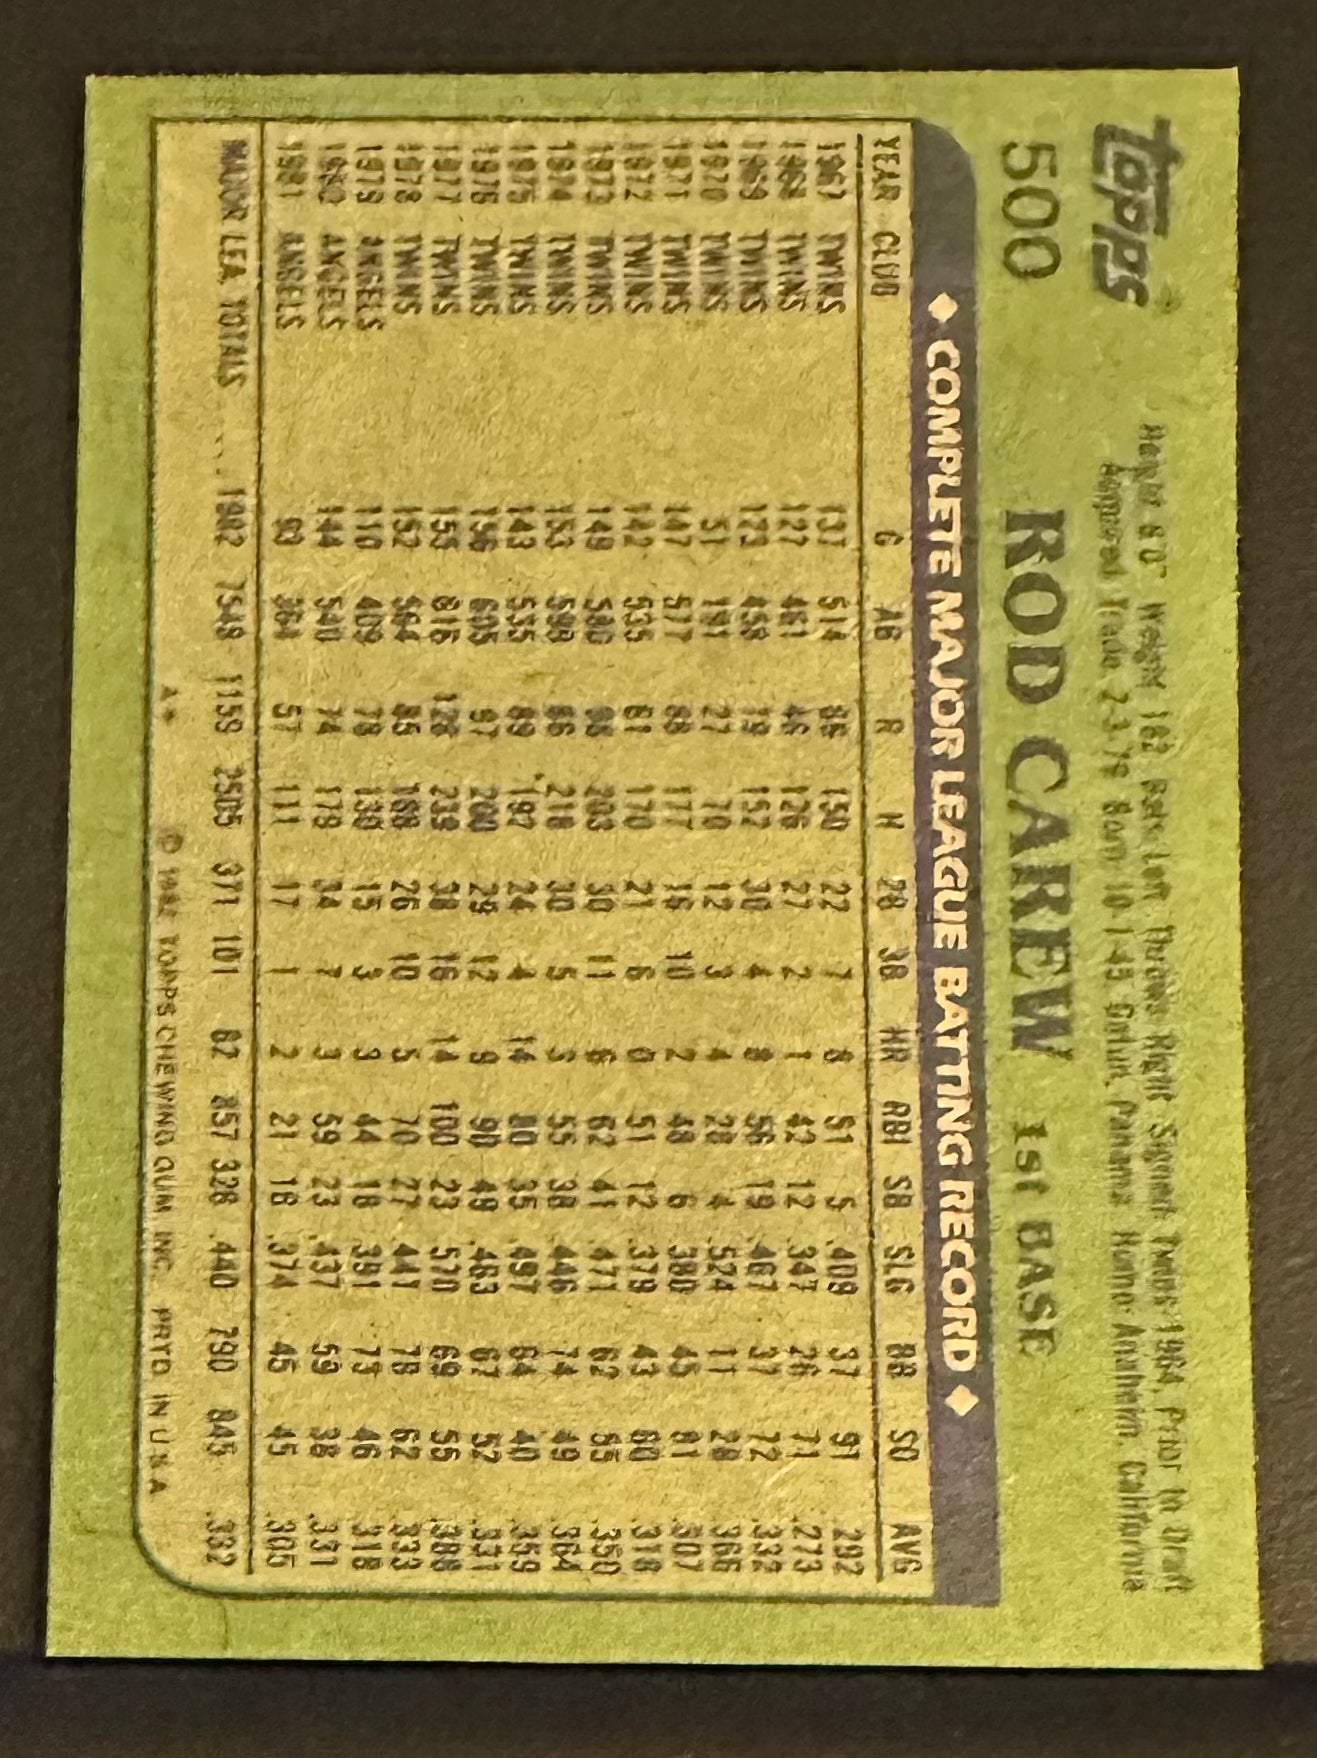 Topps
500 ROD CAREW 1st BASE
Height 6'0" Weight 182 Bats: Left Throws: Right Signed: Twins-1964, Prior to Draft
Acquired: Trade, 2-3-79 Born: 10-1-45, Gatun, Panama Home: Anaheim, California
◆ COMPLETE MAJOR LEAGUE BATTING RECORD ◆
YEAR CLUB G AB R H 2B 3B HR RBI SB SLG BB SO AVG
1967 TWINS 137 514 66 150 22 7 8 51 5 .409 37 91 .292
1968 TWINS 127 461 46 126 27 2 1 42 12 .347 26 71 .273
1969 TWINS 123 458 79 152 30 4 8 56 19 .467 37 72 .332
1970 TWINS 51 191 27 70 12 3 4 28 4 .524 11 28 .366
1971 TWINS 147 577 88 177 16 10 2 48 6 .380 45 81 .307
1972 TWINS 142 535 61 170 21 6 0 51 12 .379 43 60 .318
1973 TWINS 149 580 98 203 30 11 6 62 41 .471 62 55 .350
1974 TWINS 153 599 86 218 30 5 3 55 38 .446 74 49 .364
1975 TWINS 143 535 89 192 24 4 14 80 35 .497 64 40 .359
1976 TWINS 156 605 97 200 29 12 9 90 49 .463 67 52 .331
1977 TWINS 155 616 128 239 38 16 14 100 23 .570 69 55 .388
1978 TWINS 152 564 85 188 26 10 5 70 27 .441 78 62 .333
1979 ANGELS 110 409 78 130 15 3 3 44 18 .391 73 46 .318
1980 ANGELS 144 540 74 179 34 7 3 59 23 .437 59 38 .331
1981 ANGELS 93 364 57 111 17 1 2 21 16 .374 45 45 .305
MAJOR LEA. TOTALS .... 1982 7548 1159 2505 371 101 82 857 328 .440 790 845 .332
A* © 1982 TOPPS CHEWING GUM, INC. PRTD. IN U.S.A.